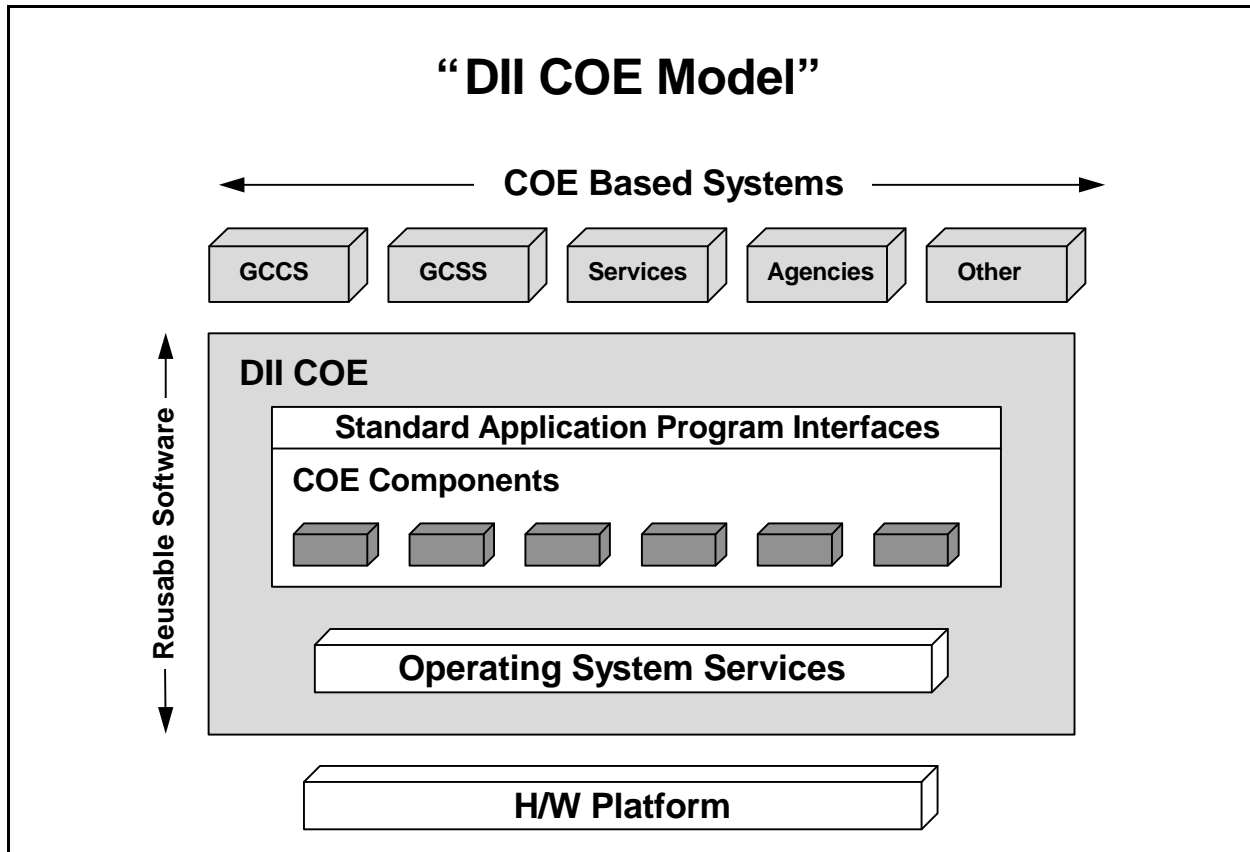 “DII COE Model”
COE Based Systems
GCCS
GCSS
Services
Agencies
Other
Reusable Software
DII COE
Standard Application Program Interfaces
COE Components
Operating System Services
H/W Platform